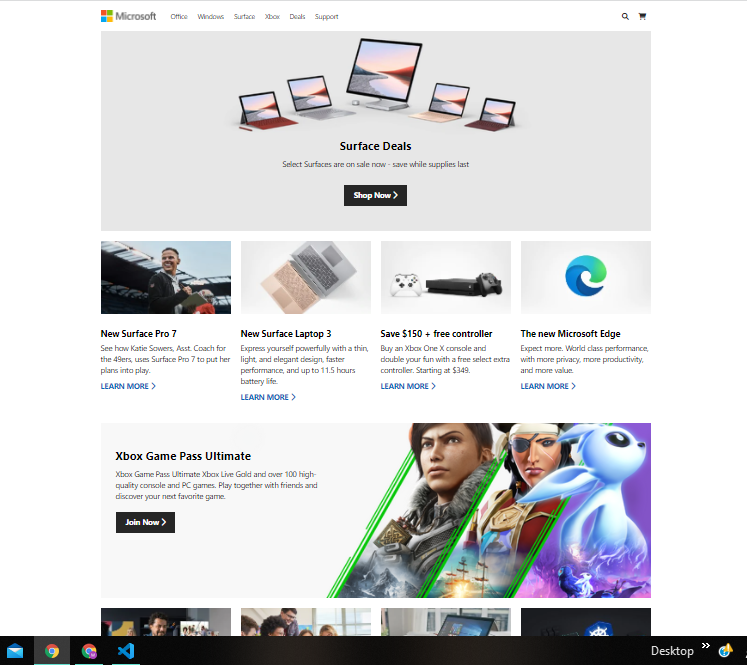 Microsoft Office Windows Surface Xbox Deals Support
Surface Deals
Select Surfaces are on sale now - save while supplies last
Shop Now
New Surface Pro 7
See how Katie Sowers, Asst. Coach for
the 49ers, uses Surface Pro 7 to put her
plans into play.
LEARN MORE
New Surface Laptop 3
Express yourself powerfully with a thin,
light, and elegant design, faster
performance, and up to 11.5 hours
battery life.
LEARN MORE
Save $150 + free controller
Buy an Xbox One X console and
double your fun with a free select extra
controller. Starting at $349.
LEARN MORE
The new Microsoft Edge
Expect more. World class performance,
with more privacy, more productivity,
and more value.
LEARN MORE
Xbox Game Pass Ultimate
Xbox Game Pass Ultimate Xbox Live Gold and over 100 high-
quality console and PC games. Play together with friends and
discover your next favorite game.
Join Now
Desktop